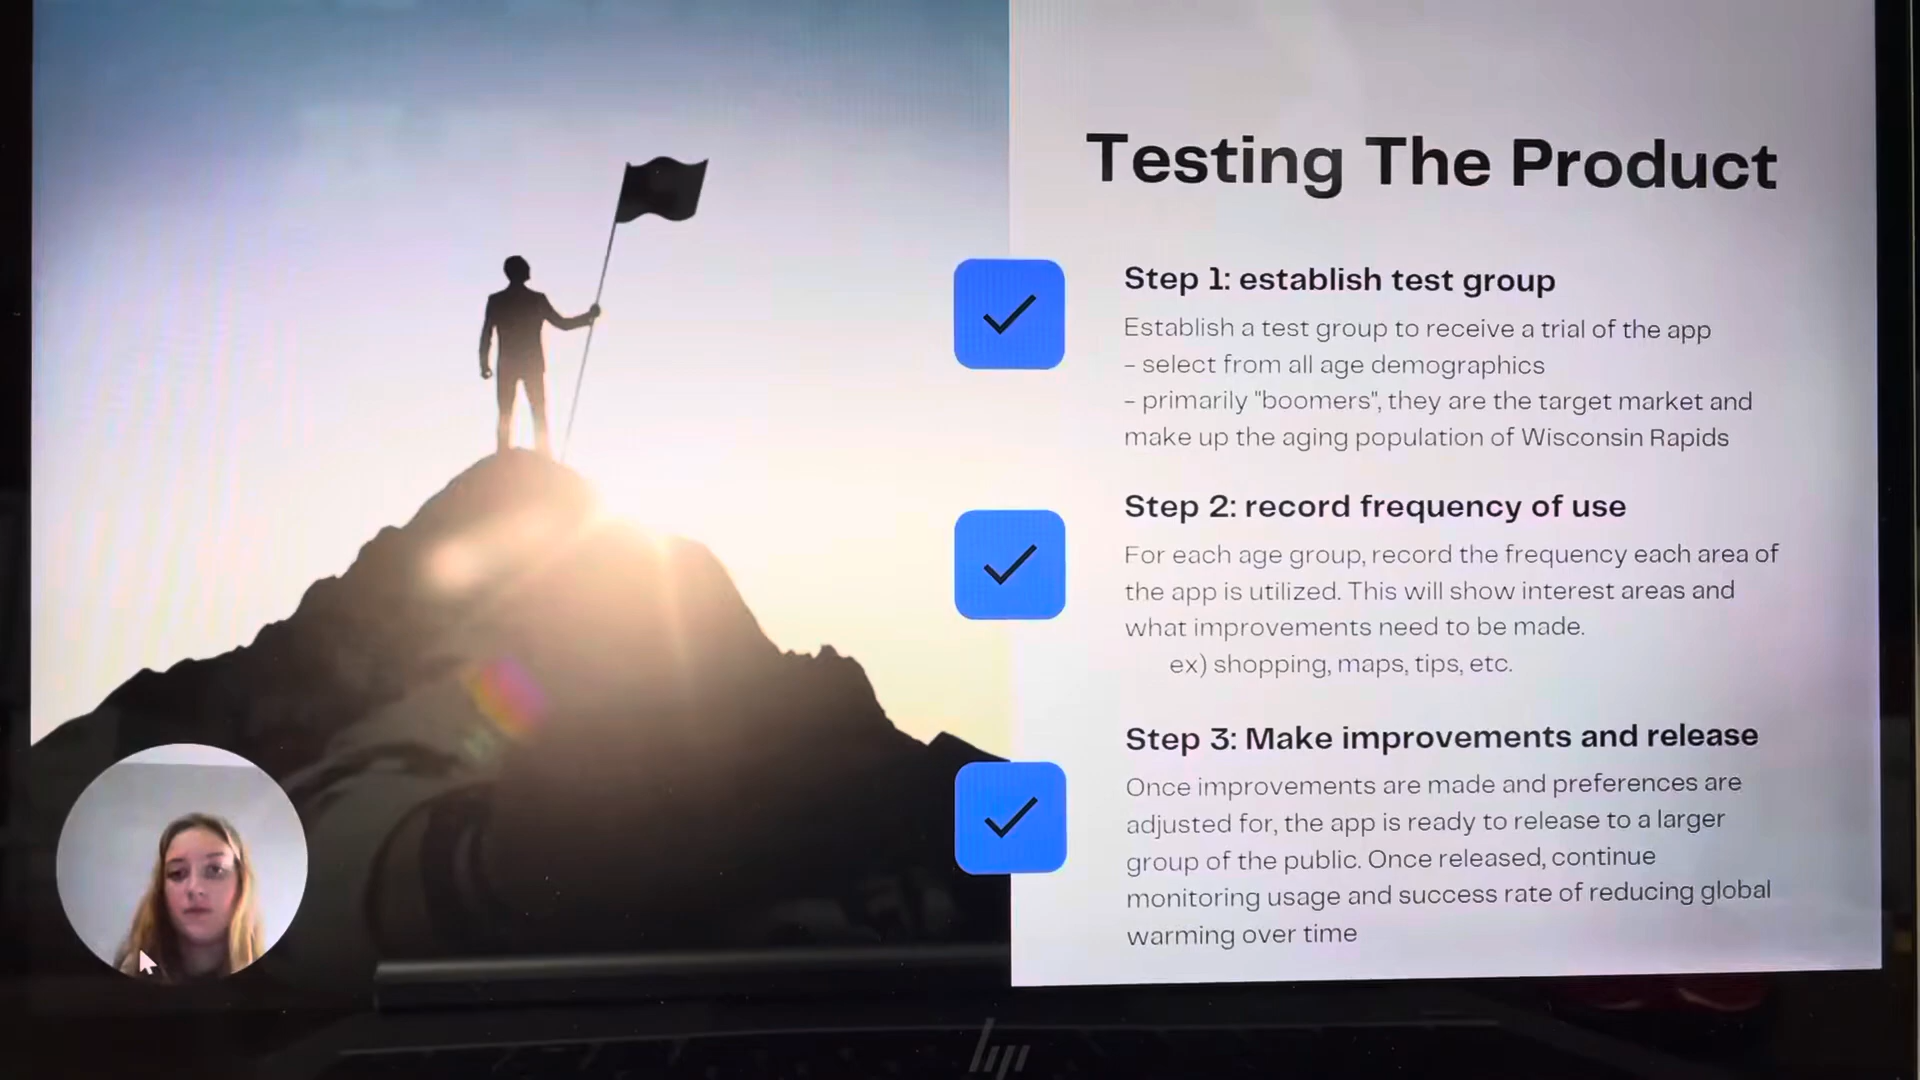 Testing The Product
Step 1: establish test group
Establish a test group to receive a trial of the app
- select from all age demographics
- primarily "boomers", they are the target market and
make up the aging population of Wisconsin Rapids
Step 2: record frequency of use
For each age group, record the frequency each area of
the app is utilized. This will show interest areas and
what improvements need to be made.
ex) shopping, maps, tips, etc.
Step 3: Make improvements and release
Once improvements are made and preferences are
adjusted for, the app is ready to release to a larger
group of the public. Once released, continue
monitoring usage and success rate of reducing global
warming over time
hp